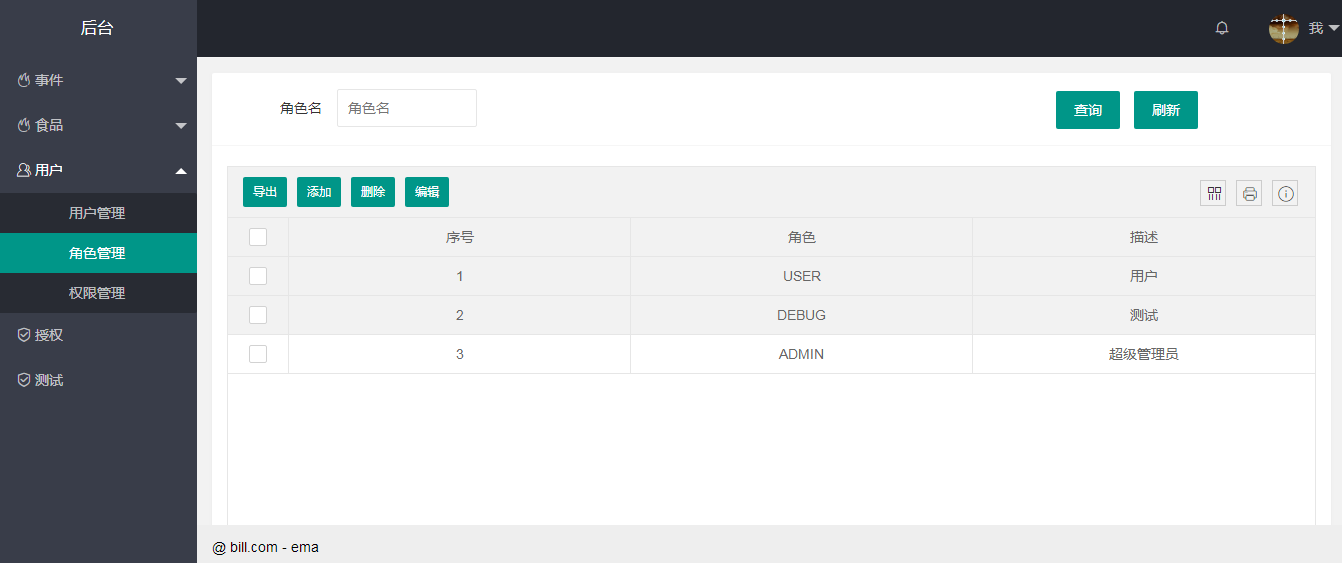 后台
我
事件
食品
用户
用户管理
角色管理
权限管理
授权
测试
角色名 角色名 查询 刷新
导出 添加 删除 编辑
序号 角色 描述
1 USER 用户
2 DEBUG 测试
3 ADMIN 超级管理员
@ bill.com - ema